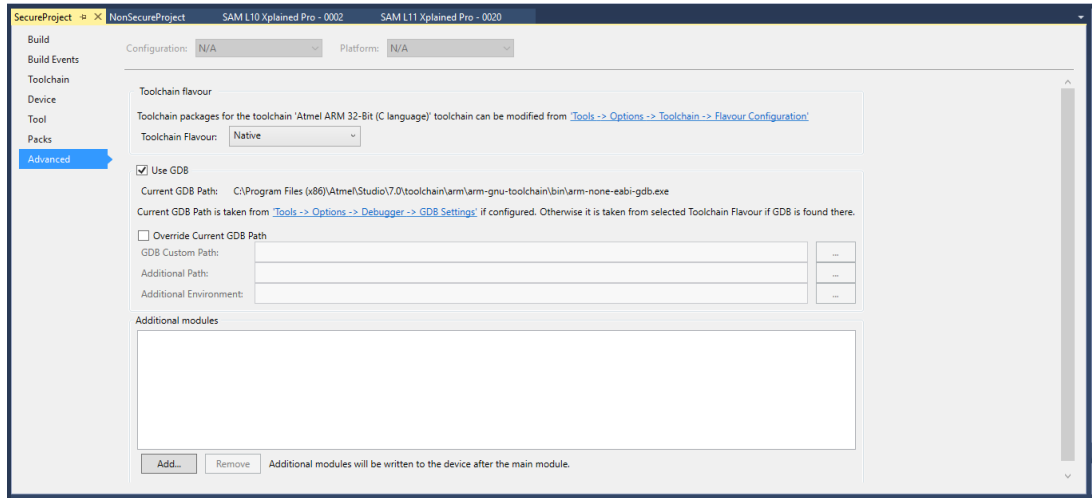 SecureProject NonSecureProject SAM L10 Xplained Pro - 0002 SAM L11 Xplained Pro - 0020
Build
Build Events
Toolchain
Device
Tool
Packs
Advanced
Configuration: N/A Platform: N/A
Toolchain flavour
Toolchain packages for the toolchain 'Atmel ARM 32-Bit (C language)' toolchain can be modified from 'Tools -> Options -> Toolchain -> Flavour Configuration'
Toolchain Flavour: Native
Use GDB
Current GDB Path: C:\Program Files (x86)\Atmel\Studio\7.0\toolchain\arm\arm-gnu-toolchain\bin\arm-none-eabi-gdb.exe
Current GDB Path is taken from 'Tools -> Options -> Debugger -> GDB Settings' if configured. Otherwise it is taken from selected Toolchain Flavour if GDB is found there.
Override Current GDB Path
GDB Custom Path: ...
Additional Path: ...
Additional Environment: ...
Additional modules
Add... Remove Additional modules will be written to the device after the main module.